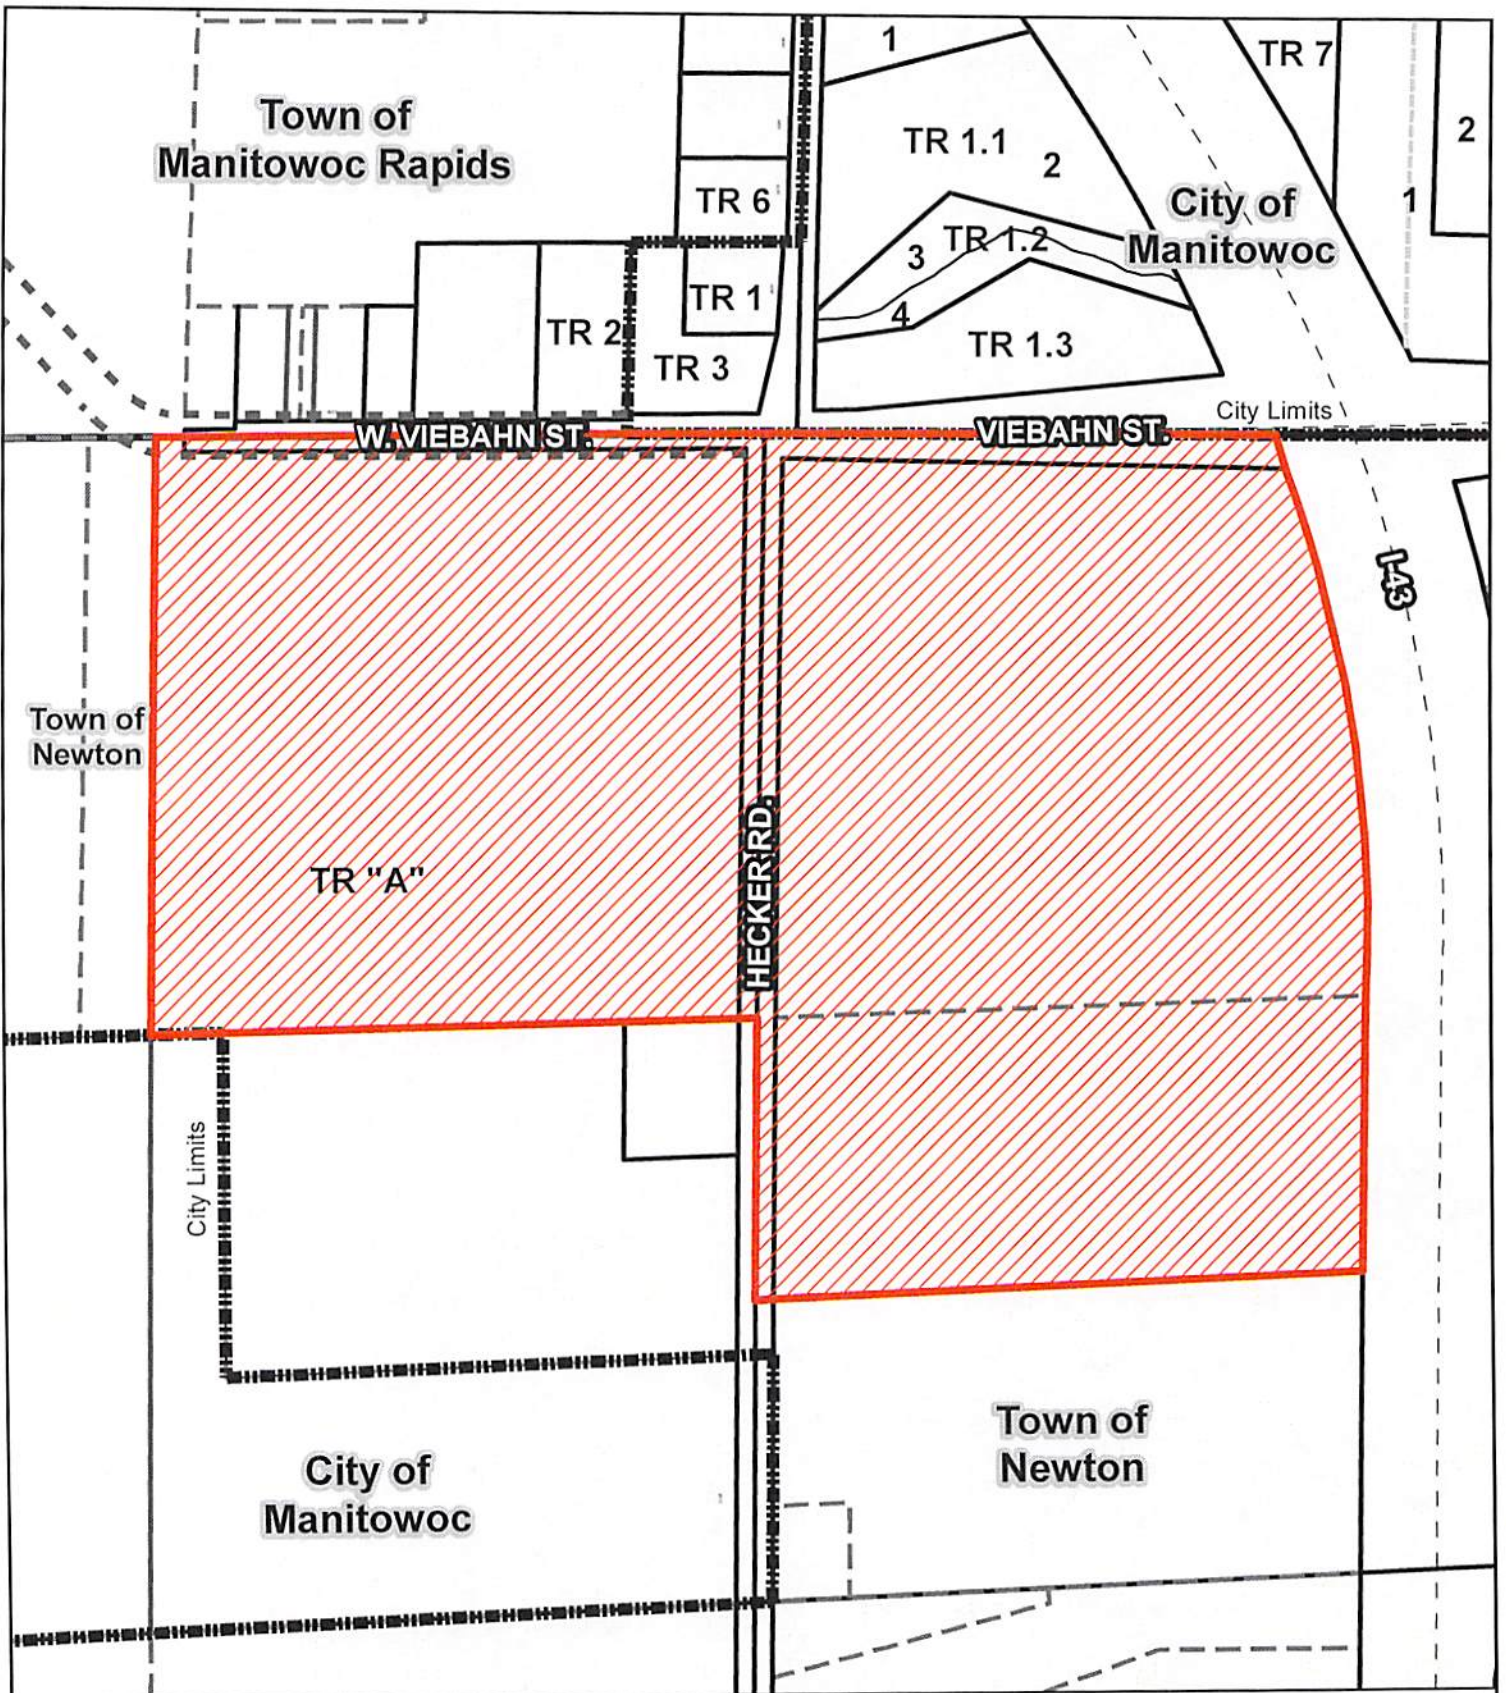 1
TR 7
Town of
Manitowoc Rapids
TR 1.1
2
2
TR 6
City of
Manitowoc
1
3
TR 1.2
TR 1
4
TR 2
TR 3
TR 1.3
City Limits
W. VIEBAHN ST.
VIEBAHN ST.
I-43
Town of
Newton
HECKER RD.
TR "A"
City Limits
Town of
Newton
City of
Manitowoc